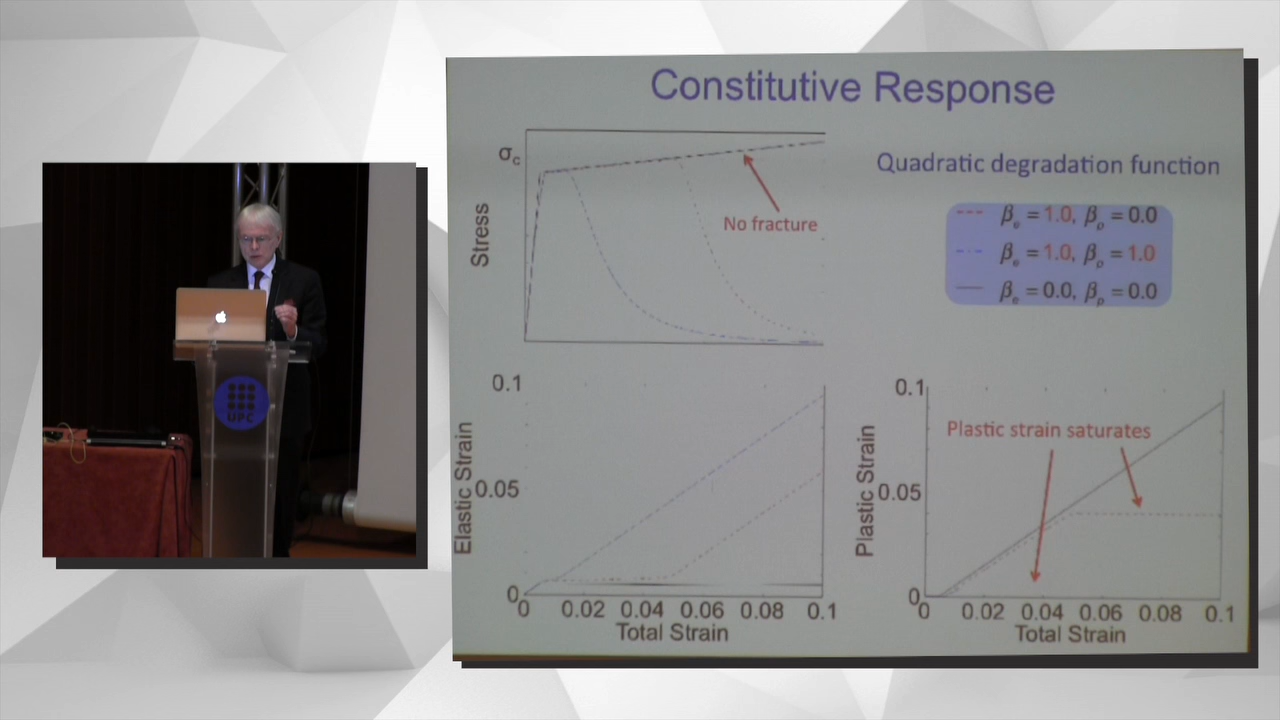 Constitutive Response
σc
Stress
No fracture
Quadratic degradation function
βe = 1.0, βp = 0.0
βe = 1.0, βp = 1.0
βe = 0.0, βp = 0.0
0.1
0.05
0
Elastic Strain
0 0.02 0.04 0.06 0.08 0.1
Total Strain
0.1
0.05
0
Plastic Strain
Plastic strain saturates
0.02 0.04 0.06 0.08 0.1
Total Strain
UPC